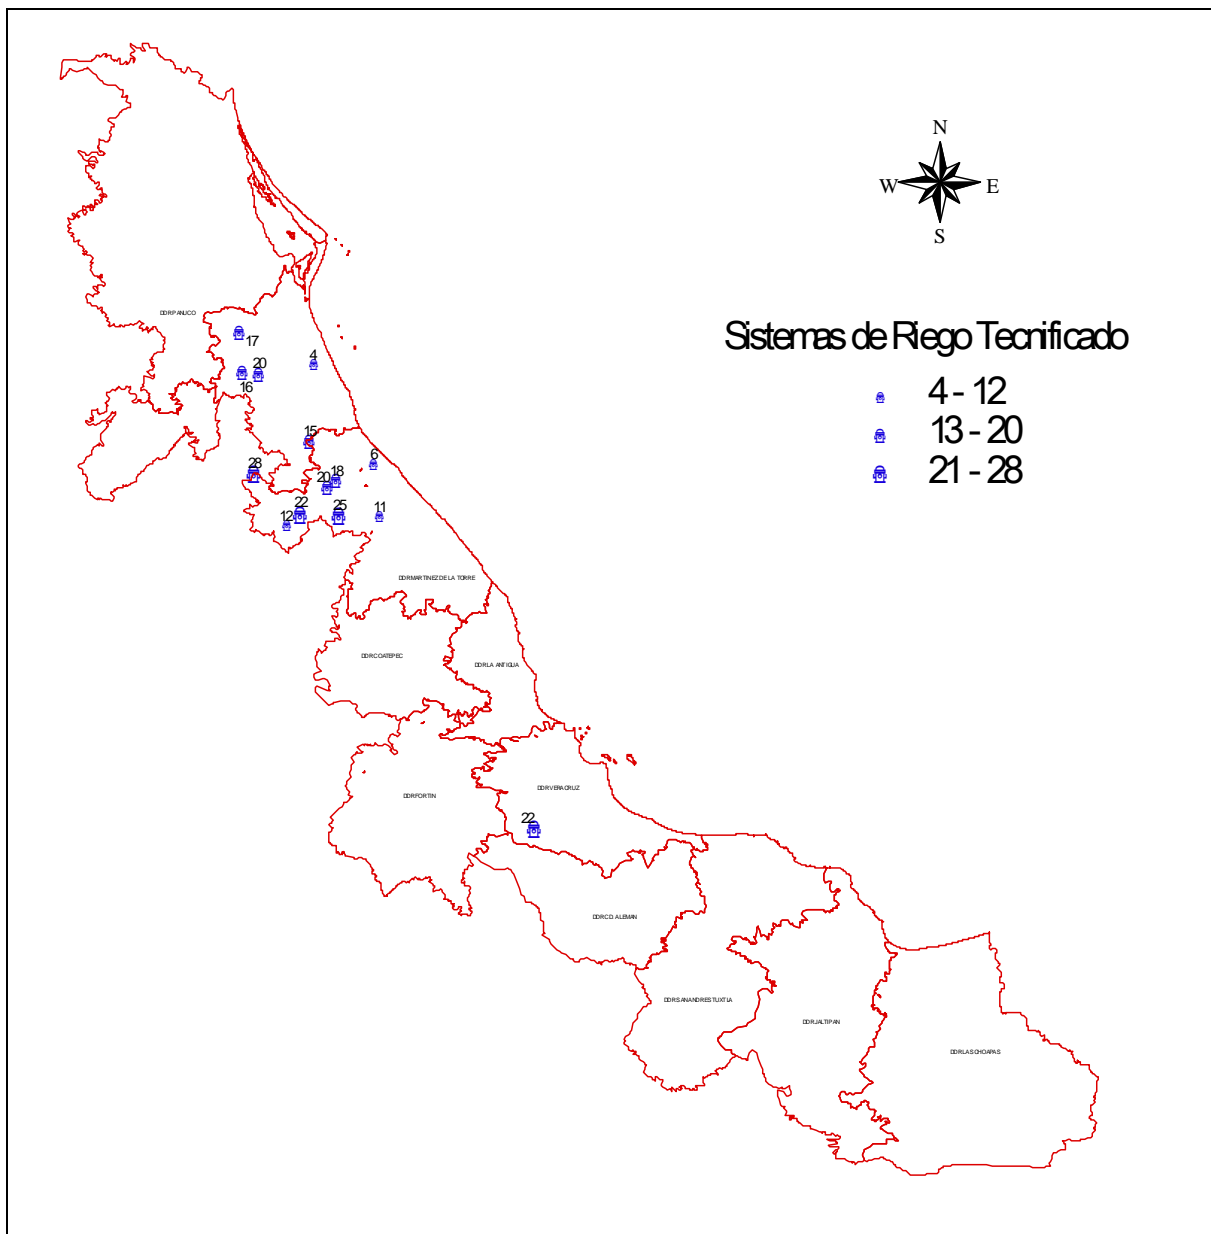 N
W E
S
DDR PANUCO
17
4
20
16
Sistemas de Riego Tecnificado
4 - 12
13 - 20
21 - 28
15
28
6
18
20
22
25
11
12
DDR MARTINEZ DE LA TORRE
DDR COATEPEC
DDR LA ANTIGUA
DDR FORTIN
DDR VERACRUZ
22
DDR CD. ALEMAN
DDR SAN ANDRES TUXTLA
DDR JALTIPAN
DDR LAS CHOAPAS